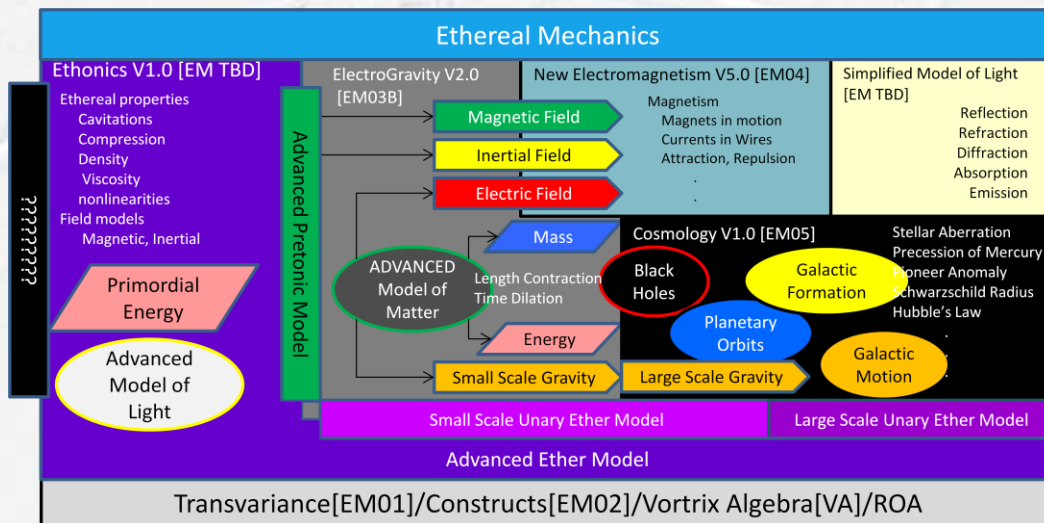 Ethereal Mechanics
Ethonics V1.0 [EM TBD]
Ethereal properties
Cavitations
Compression
Density
Viscosity
nonlinearities
Field models
Magnetic, Inertial
Primordial
Energy
Advanced
Model of
Light
??????????
Advanced Pretonic Model
ElectroGravity V2.0
[EM03B]
Magnetic Field
Inertial Field
Electric Field
Mass
ADVANCED
Model of
Matter
Length Contraction
Time Dilation
Energy
Small Scale Gravity
New Electromagnetism V5.0 [EM04]
Magnetism
Magnets in motion
Currents in Wires
Attraction, Repulsion
.
.
Simplified Model of Light
[EM TBD]
Reflection
Refraction
Diffraction
Absorption
Emission
Cosmology V1.0 [EM05]
Black
Holes
Galactic
Formation
Planetary
Orbits
Large Scale Gravity
Galactic
Motion
Stellar Aberration
Precession of Mercury
Pioneer Anomaly
Schwarzschild Radius
Hubble's Law
.
.
.
Small Scale Unary Ether Model
Large Scale Unary Ether Model
Advanced Ether Model
Transvariance[EM01]/Constructs[EM02]/Vortrix Algebra[VA]/ROA